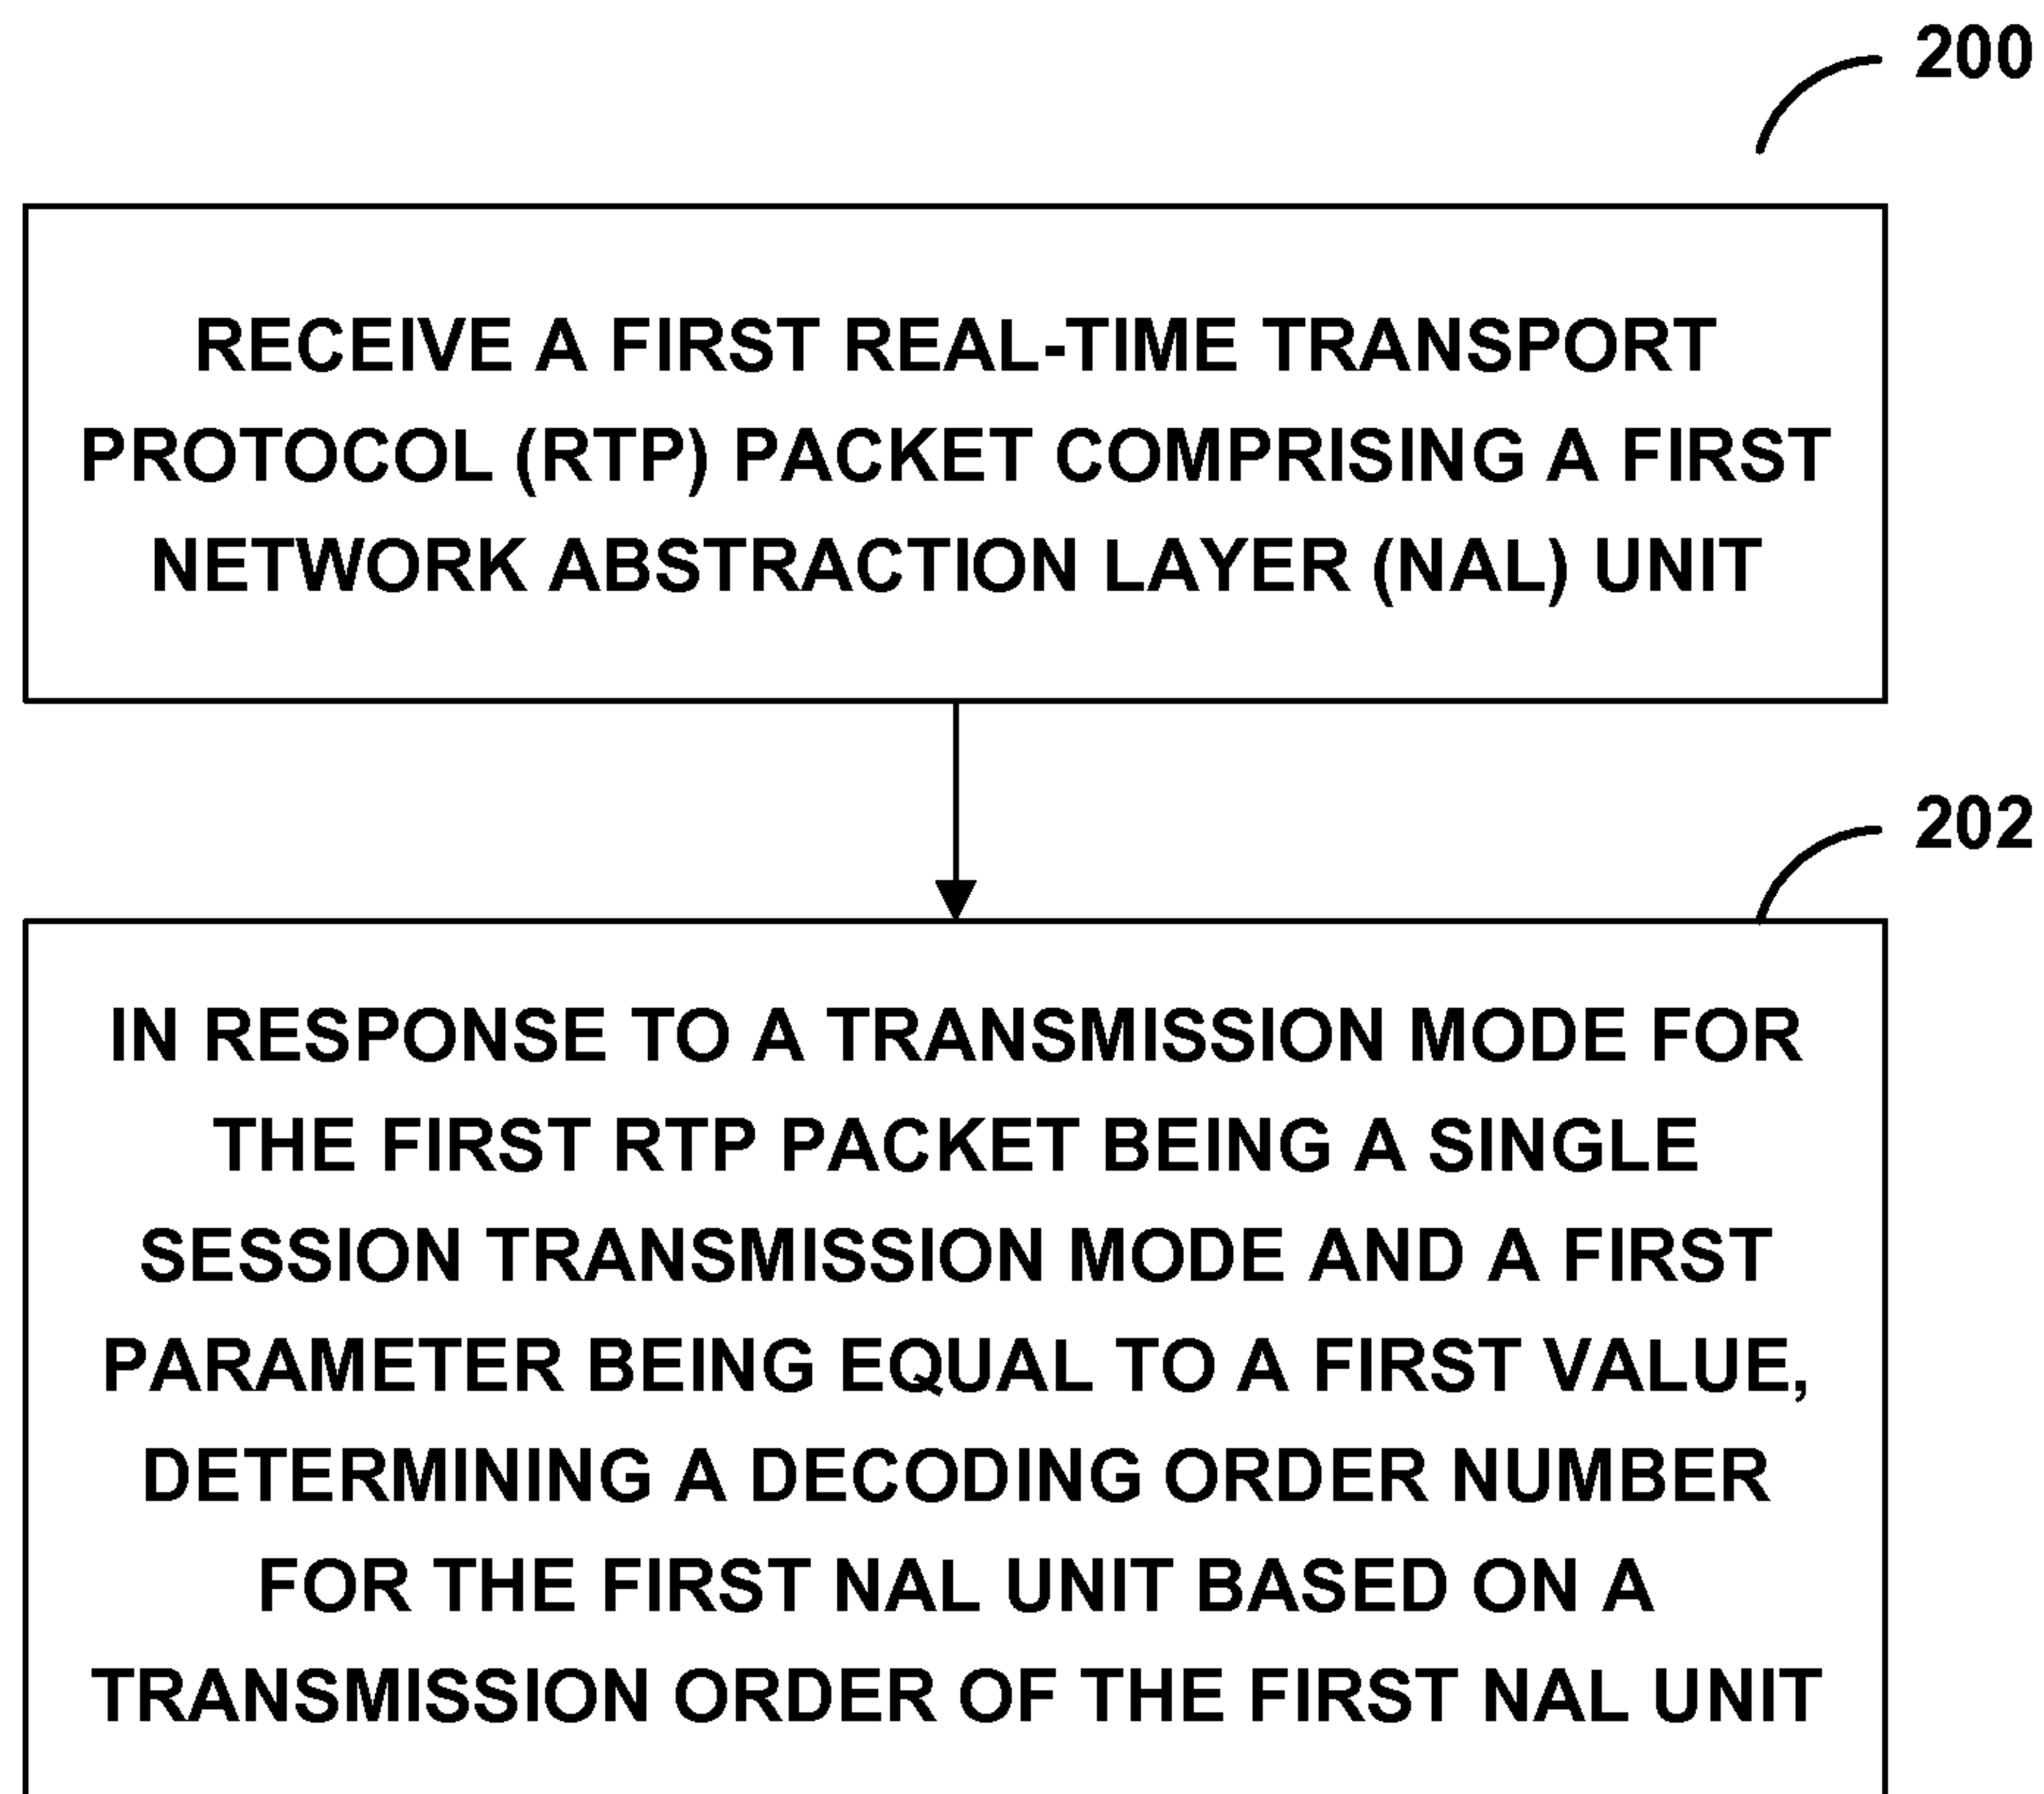 200
RECEIVE A FIRST REAL-TIME TRANSPORT
PROTOCOL (RTP) PACKET COMPRISING A FIRST
NETWORK ABSTRACTION LAYER (NAL) UNIT
202
IN RESPONSE TO A TRANSMISSION MODE FOR
THE FIRST RTP PACKET BEING A SINGLE
SESSION TRANSMISSION MODE AND A FIRST
PARAMETER BEING EQUAL TO A FIRST VALUE,
DETERMINING A DECODING ORDER NUMBER
FOR THE FIRST NAL UNIT BASED ON A
TRANSMISSION ORDER OF THE FIRST NAL UNIT